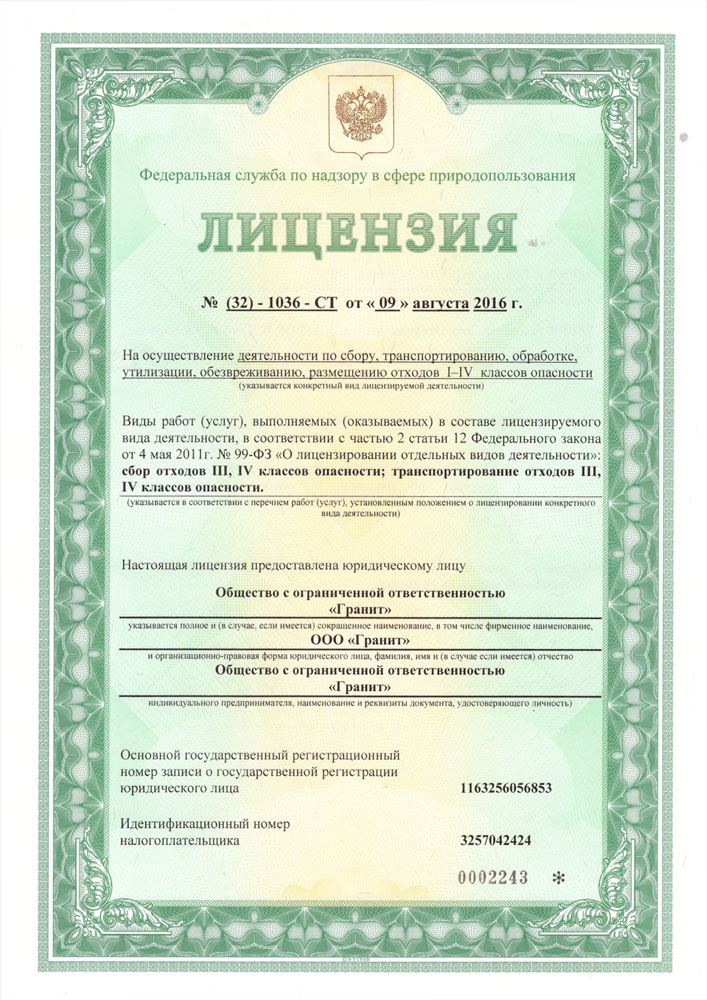 Федеральная служба по надзору в сфере природопользования
ЛИЦЕНЗИЯ
№ (32) - 1036 - СТ от « 09 » августа 2016 г.
На осуществление деятельности по сбору, транспортированию, обработке,
утилизации, обезвреживанию, размещению отходов I–IV классов опасности
(указывается конкретный вид лицензируемой деятельности)
Виды работ (услуг), выполняемых (оказываемых) в составе лицензируемого
вида деятельности, в соответствии с частью 2 статьи 12 Федерального закона
от 4 мая 2011г. № 99-ФЗ «О лицензировании отдельных видов деятельности»:
сбор отходов III, IV классов опасности; транспортирование отходов III,
IV классов опасности.
(указывается в соответствии с перечнем работ (услуг), установленным положением о лицензировании конкретного
вида деятельности)
Настоящая лицензия предоставлена юридическому лицу
Общество с ограниченной ответственностью
«Гранит»
указывается полное и (в случае, если имеется) сокращенное наименование, в том числе фирменное наименование,
ООО «Гранит»
и организационно-правовая форма юридического лица, фамилия, имя и (в случае если имеется) отчество
Общество с ограниченной ответственностью
«Гранит»
индивидуального предпринимателя, наименование и реквизиты документа, удостоверяющего личность)
Основной государственный регистрационный
номер записи о государственной регистрации
юридического лица 1163256056853
Идентификационный номер
налогоплательщика 3257042424
0002243 *